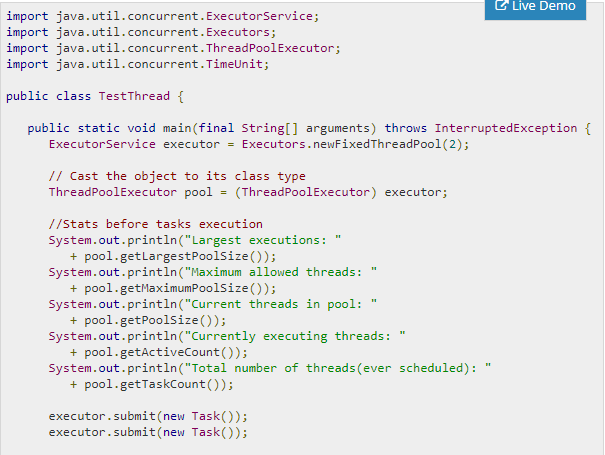 Live Demo
import java.util.concurrent.ExecutorService;
import java.util.concurrent.Executors;
import java.util.concurrent.ThreadPoolExecutor;
import java.util.concurrent.TimeUnit;
public class TestThread {
public static void main(final String[] arguments) throws InterruptedException {
ExecutorService executor = Executors.newFixedThreadPool(2);
// Cast the object to its class type
ThreadPoolExecutor pool = (ThreadPoolExecutor) executor;
//Stats before tasks execution
System.out.println("Largest executions: "
+ pool.getLargestPoolSize());
System.out.println("Maximum allowed threads: "
+ pool.getMaximumPoolSize());
System.out.println("Current threads in pool: "
+ pool.getPoolSize());
System.out.println("Currently executing threads: "
+ pool.getActiveCount());
System.out.println("Total number of threads(ever scheduled): "
+ pool.getTaskCount());
executor.submit(new Task());
executor.submit(new Task());